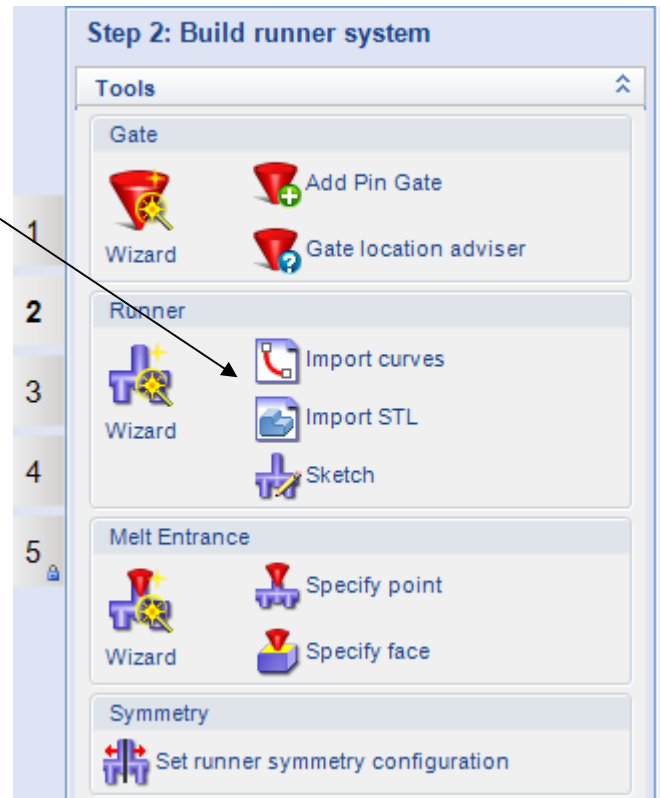 Step 2: Build runner system
Tools
Gate
Wizard
Add Pin Gate
Gate location adviser
Runner
Wizard
Import curves
Import STL
Sketch
Melt Entrance
Wizard
Specify point
Specify face
Symmetry
Set runner symmetry configuration
1
2
3
4
5